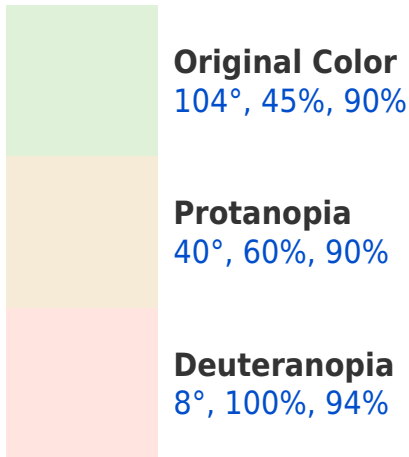 Original Color
104°, 45%, 90%
Protanopia
40°, 60%, 90%
Deuteranopia
8°, 100%, 94%